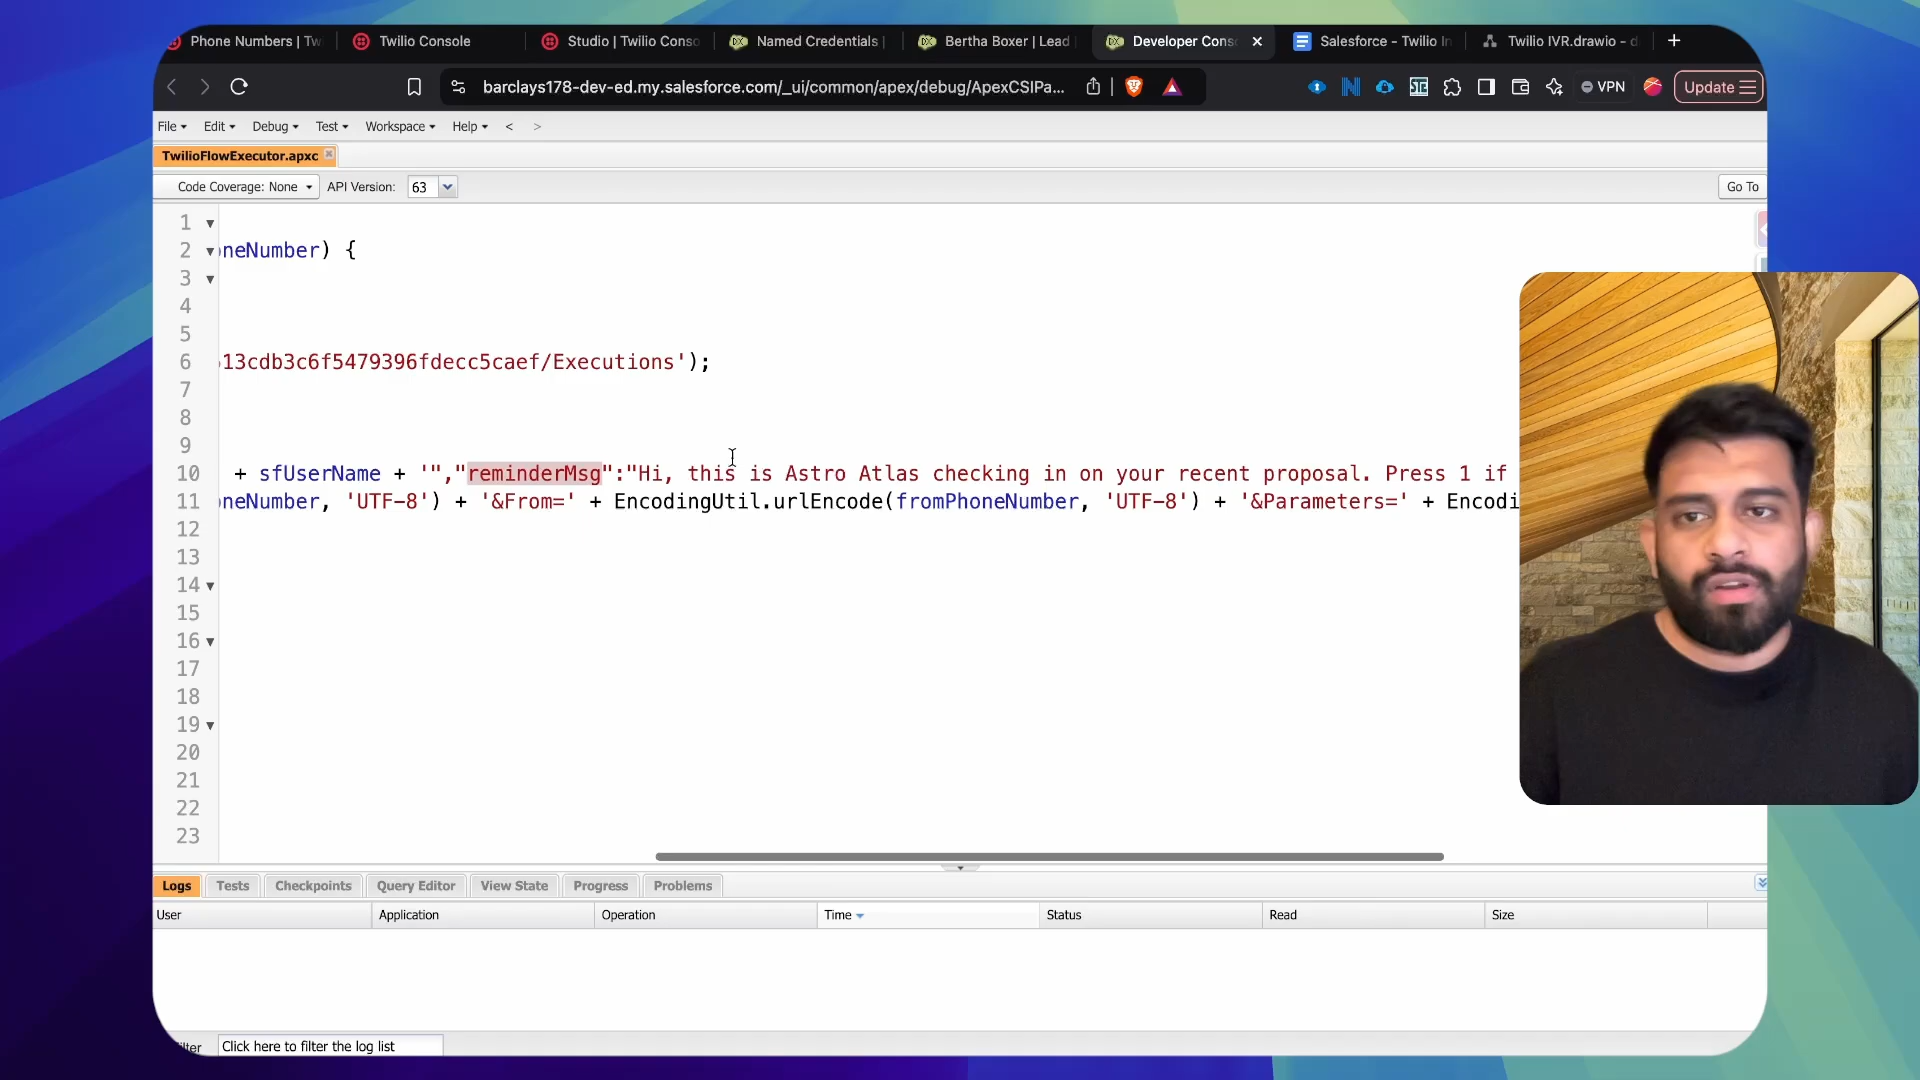 Phone Numbers | Tw
Twilio Console
Studio | Twilio Conso
Named Credentials |
Bertha Boxer | Lead
Developer Cons
Salesforce - Twilio In
Twilio IVR.drawio - d
barclays178-dev-ed.my.salesforce.com/_ui/common/apex/debug/ApexCSIPa...
VPN
Update
File Edit Debug Test Workspace Help < >
TwilioFlowExecutor.apxc
Code Coverage: None API Version: 63 Go To
1
2 oneNumber) {
3
4
5
6 13cdb3c6f5479396fdecc5caef/Executions');
7
8
9
10 + sfUserName + '","reminderMsg":"Hi, this is Astro Atlas checking in on your recent proposal. Press 1 if
11 oneNumber, 'UTF-8') + '&From=' + EncodingUtil.urlEncode(fromPhoneNumber, 'UTF-8') + '&Parameters=' + Encodi
12
13
14
15
16
17
18
19
20
21
22
23
Logs Tests Checkpoints Query Editor View State Progress Problems
User Application Operation Time Status Read Size
Click here to filter the log list